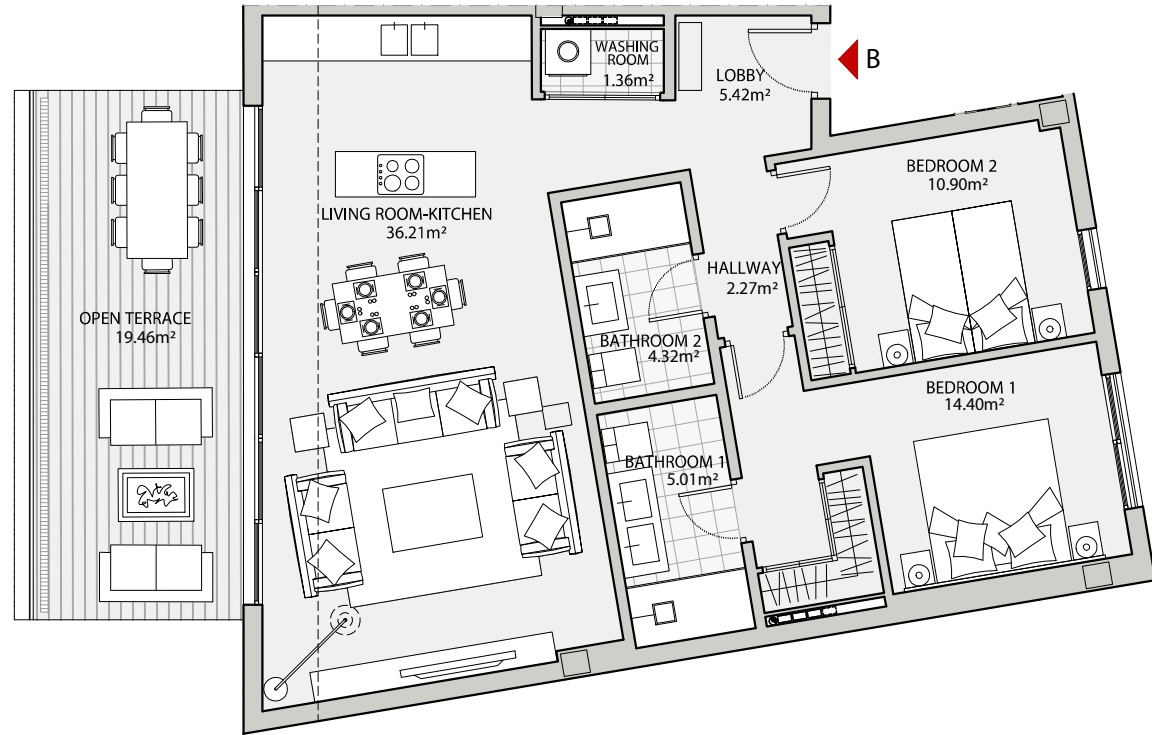 WASHING
ROOM
1.36m²
LOBBY
5.42m²
B
BEDROOM 2
10.90m²
LIVING ROOM-KITCHEN
36.21m²
HALLWAY
2.27m²
OPEN TERRACE
19.46m²
BATHROOM 2
4.32m²
BEDROOM 1
14.40m²
BATHROOM 1
5.01m²